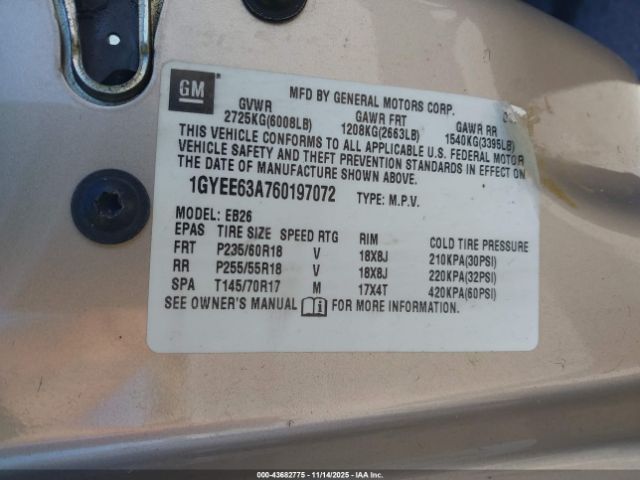 GM
MFD BY GENERAL MOTORS CORP.
GVWR GAWR FRT GAWR RR
2725KG(6008LB) 1208KG(2663LB) 1540KG(3395LB)
THIS VEHICLE CONFORMS TO ALL APPLICABLE U.S. FEDERAL MOTOR
VEHICLE SAFETY AND THEFT PREVENTION STANDARDS IN EFFECT ON
THE DATE OF MANUFACTURE SHOWN ABOVE.
1GYEE63A760197072 TYPE: M.P.V.
MODEL: EB26
EPAS TIRE SIZE SPEED RTG RIM COLD TIRE PRESSURE
FRT P235/60R18 V 18X8J 210KPA(30PSI)
RR P255/55R18 V 18X8J 220KPA(32PSI)
SPA T145/70R17 M 17X4T 420KPA(60PSI)
SEE OWNER'S MANUAL i FOR MORE INFORMATION.
000-43682775 - 11/14/2025 - IAAI.CA